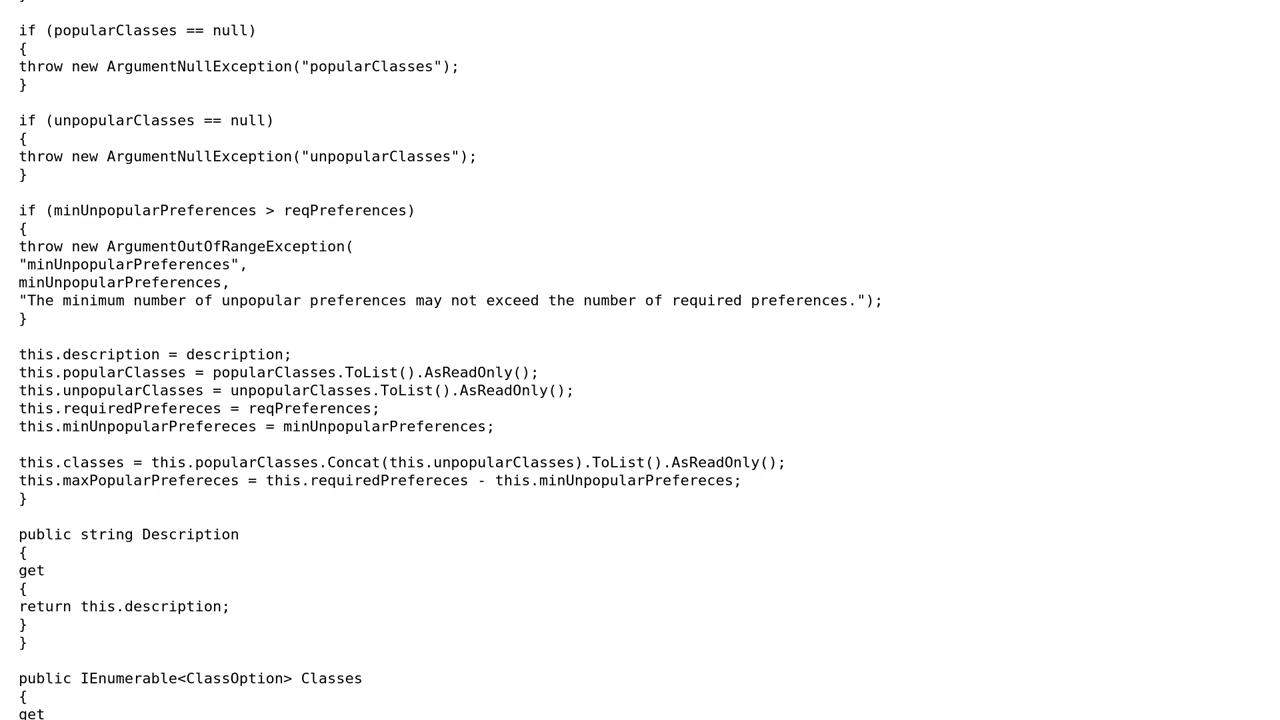 }
if (popularClasses == null)
{
throw new ArgumentNullException("popularClasses");
}
if (unpopularClasses == null)
{
throw new ArgumentNullException("unpopularClasses");
}
if (minUnpopularPreferences > reqPreferences)
{
throw new ArgumentOutOfRangeException(
"minUnpopularPreferences",
minUnpopularPreferences,
"The minimum number of unpopular preferences may not exceed the number of required preferences.");
}
this.description = description;
this.popularClasses = popularClasses.ToList().AsReadOnly();
this.unpopularClasses = unpopularClasses.ToList().AsReadOnly();
this.requiredPrefereces = reqPreferences;
this.minUnpopularPrefereces = minUnpopularPreferences;
this.classes = this.popularClasses.Concat(this.unpopularClasses).ToList().AsReadOnly();
this.maxPopularPrefereces = this.requiredPrefereces - this.minUnpopularPrefereces;
}
public string Description
{
get
{
return this.description;
}
}
public IEnumerable<ClassOption> Classes
{
get